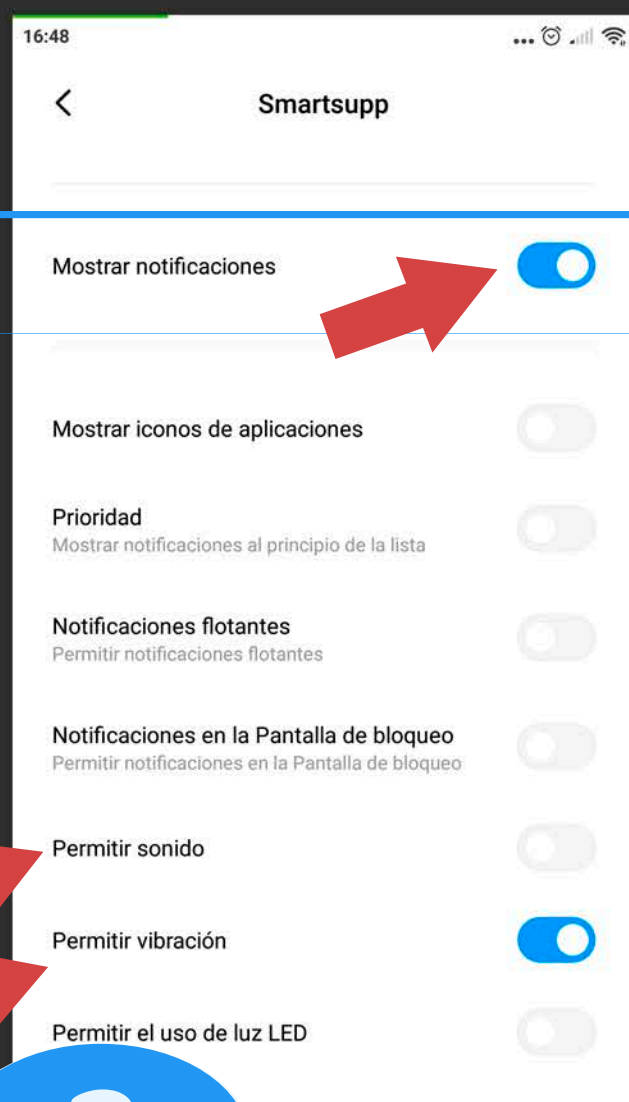 16:48
Smartsupp
Mostrar notificaciones
Mostrar iconos de aplicaciones
Prioridad
Mostrar notificaciones al principio de la lista
Notificaciones flotantes
Permitir notificaciones flotantes
Notificaciones en la Pantalla de bloqueo
Permitir notificaciones en la Pantalla de bloqueo
Permitir sonido
Permitir vibración
Permitir el uso de luz LED